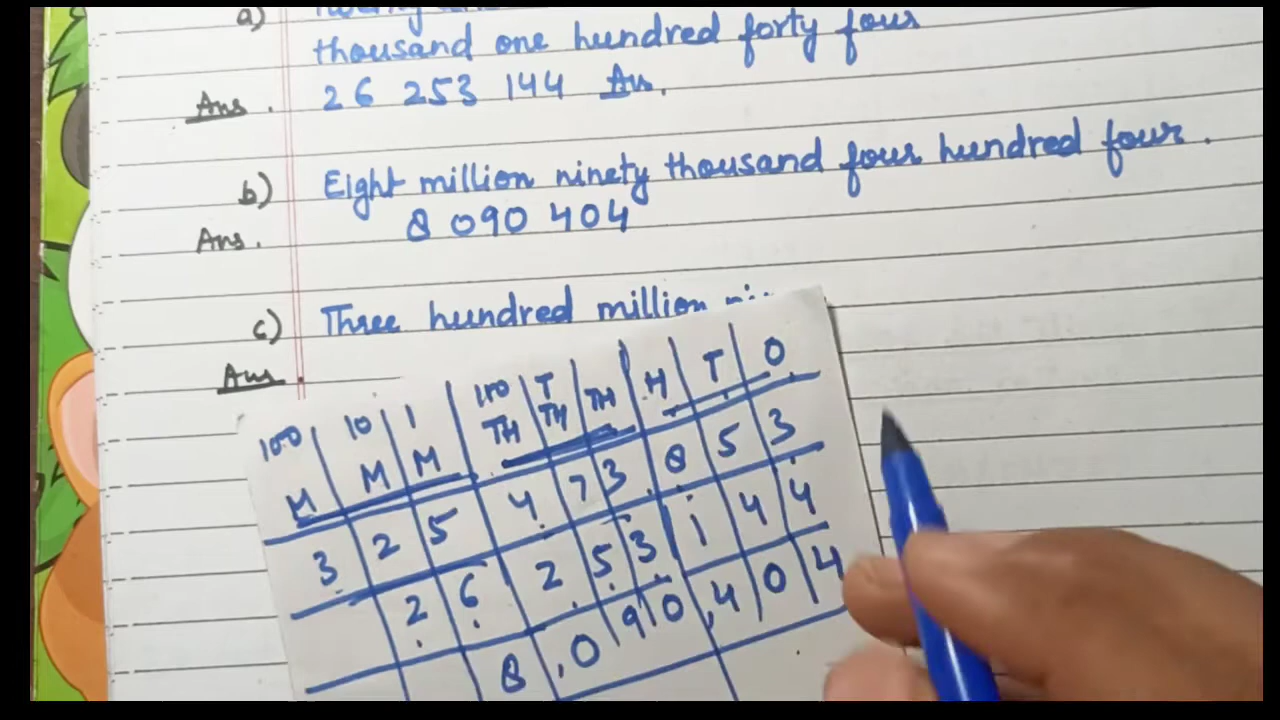 a)
thousand one hundred forty four
Ans. 26 253 144 An.
b) Eight million ninety thousand four hundred four.
Ans. 8 090 404
c) Three hundred million
Ans.
100 M 10 M 1 M 100 TH T TH TH H T O
3 2 5 4 7 3 8 5 3
2 6 2 5 3 1 4 4
8 , 0 9 0 , 4 0 4